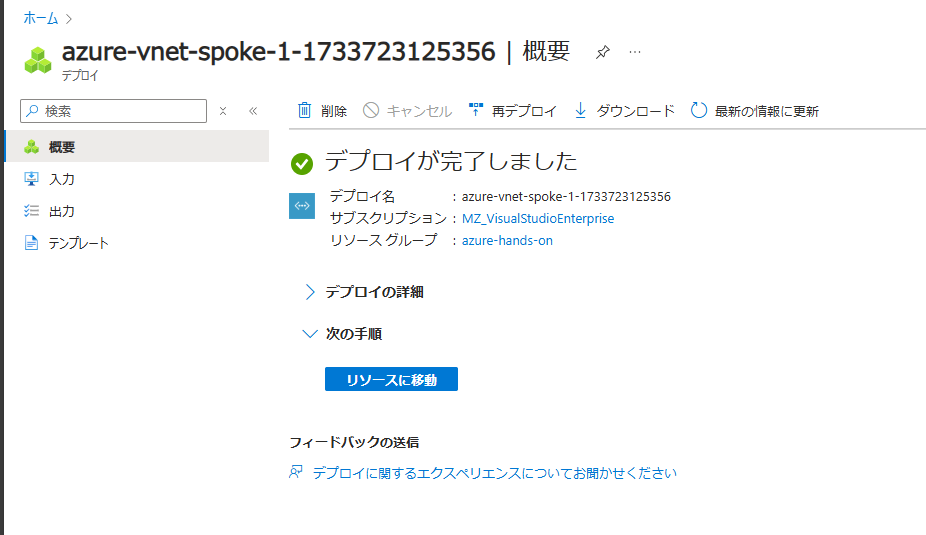 ホーム
azure-vnet-spoke-1-1733723125356 | 概要
デプロイ
検索
概要
入力
出力
テンプレート
削除 キャンセル 再デプロイ ダウンロード 最新の情報に更新
デプロイが完了しました
デプロイ名 : azure-vnet-spoke-1-1733723125356
サブスクリプション : MZ_VisualStudioEnterprise
リソース グループ : azure-hands-on
デプロイの詳細
次の手順
リソースに移動
フィードバックの送信
デプロイに関するエクスペリエンスについてお聞かせください